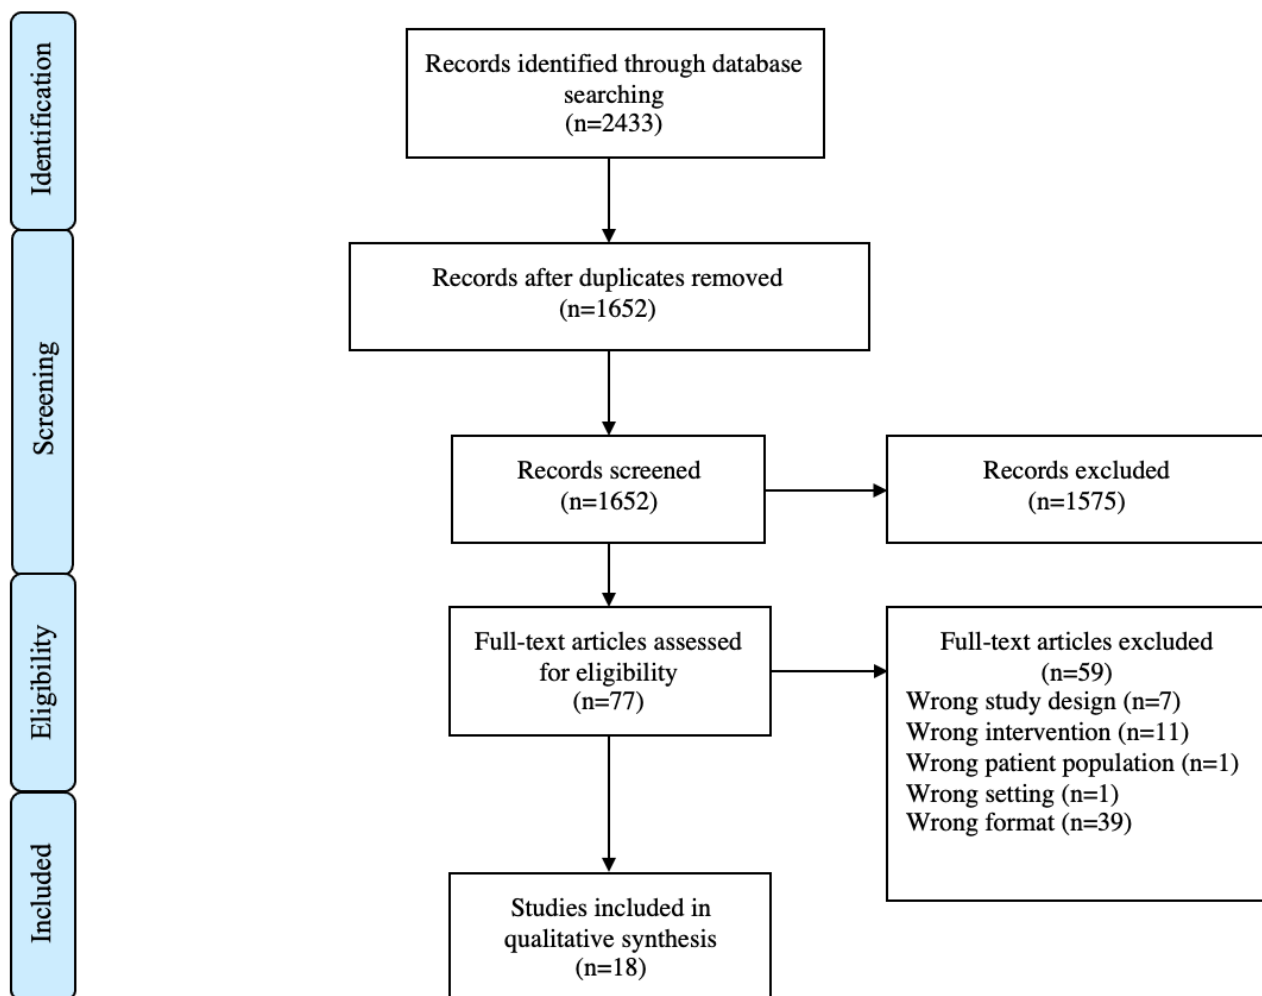 Identification
Records identified through database
searching
(n=2433)
Screening
Records after duplicates removed
(n=1652)
Records screened
(n=1652)
Records excluded
(n=1575)
Eligibility
Full-text articles assessed
for eligibility
(n=77)
Full-text articles excluded
(n=59)
Wrong study design (n=7)
Wrong intervention (n=11)
Wrong patient population (n=1)
Wrong setting (n=1)
Wrong format (n=39)
Included
Studies included in
qualitative synthesis
(n=18)